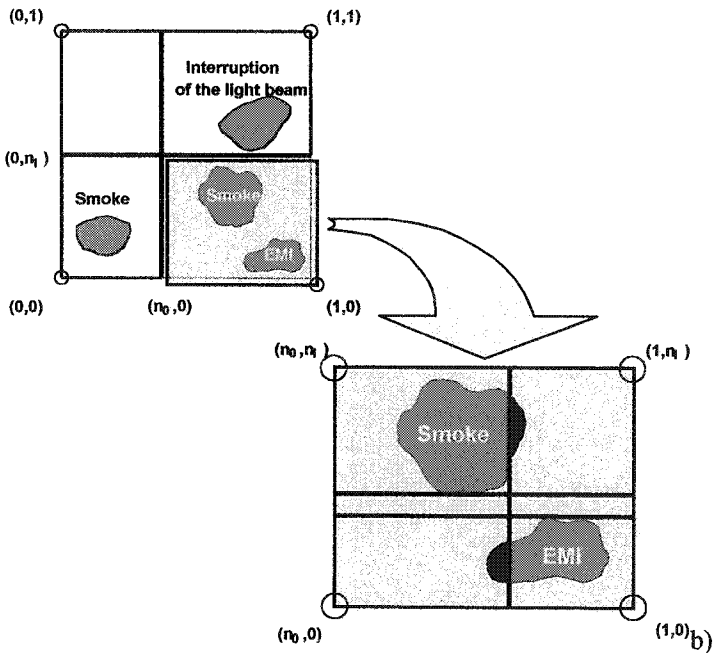 (0,1)
(1,1)
Interruption
of the light beam
(0,n₁ )
Smoke
Smoke
EMI
(0,0)
(n₀ ,0)
(1,0)
(n₀ ,n₁ )
(1,n₁ )
Smoke
EMI
(n₀ ,0)
(1,0)
b)